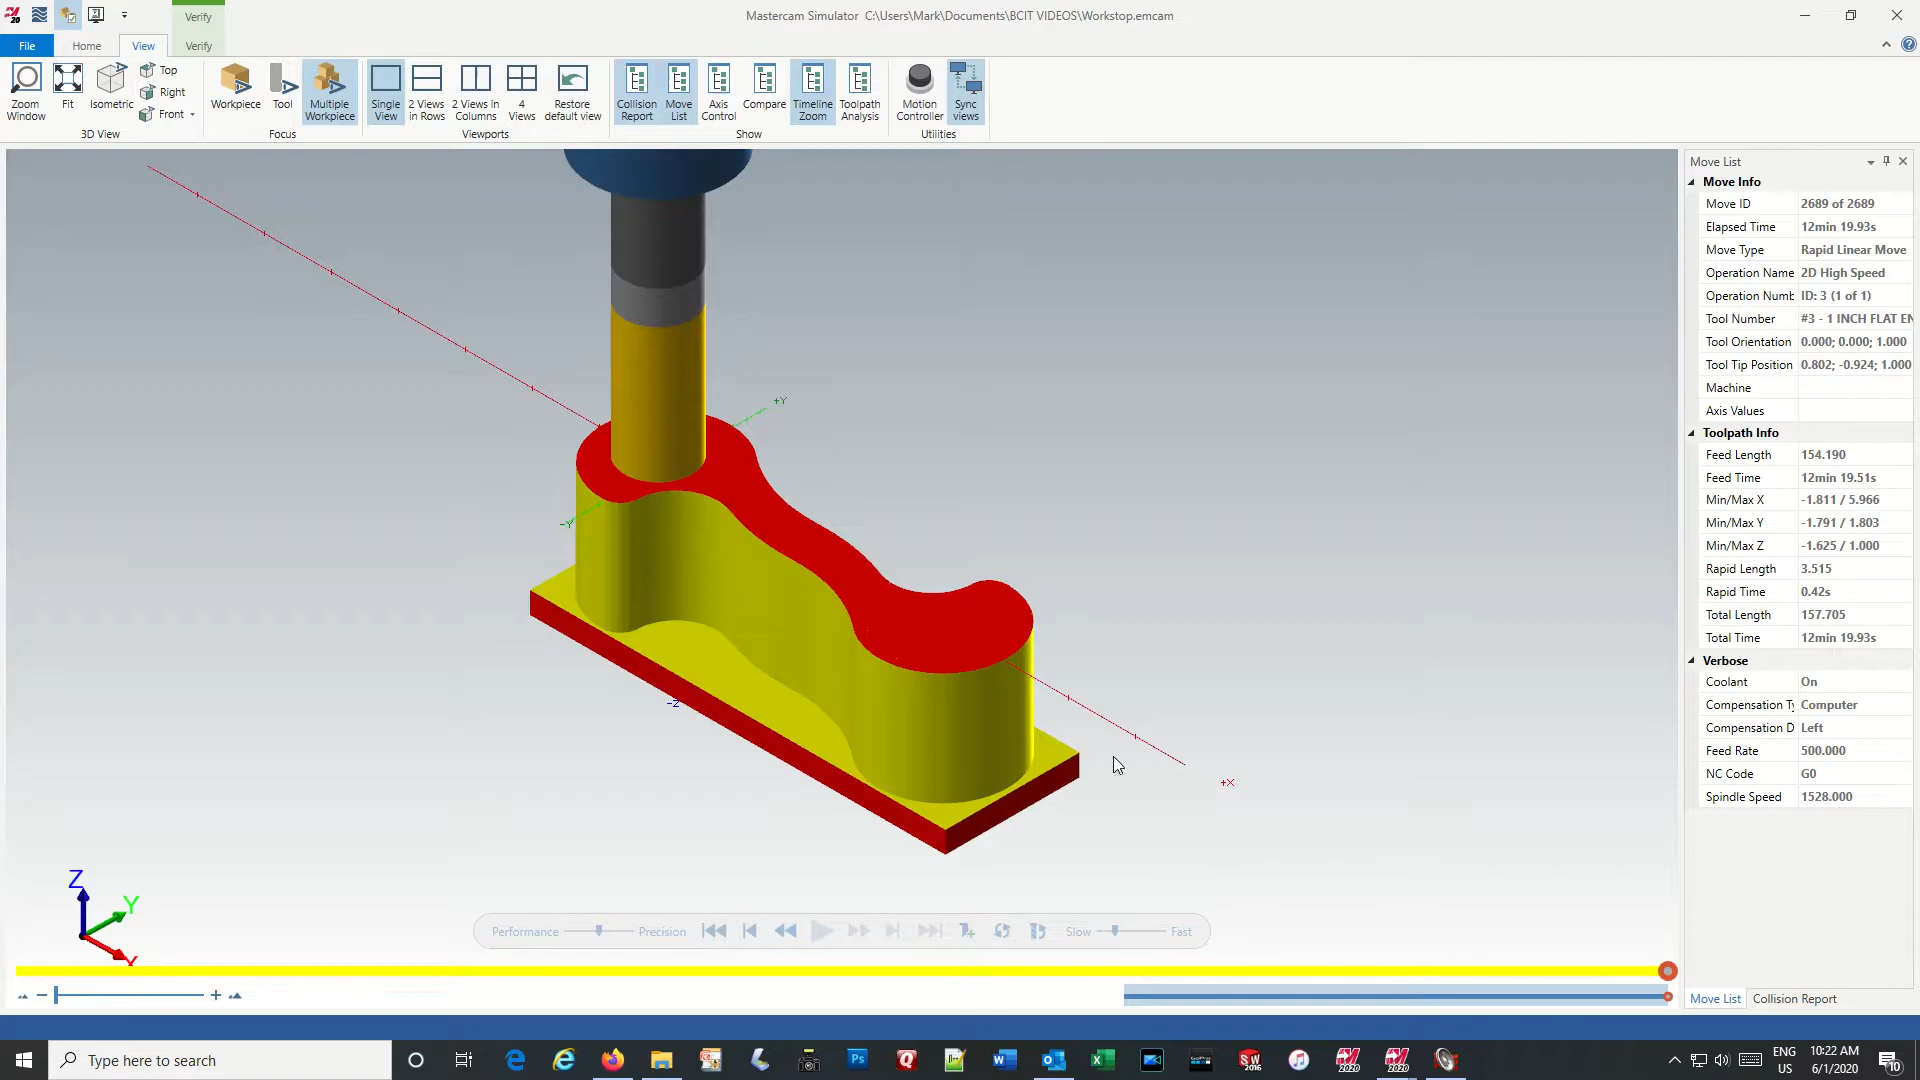 Verify
Mastercam Simulator C:\Users\Mark\Documents\BCIT VIDEOS\Workstop.emcam
File
Home
View
Verify
Zoom Window
Fit
Isometric
Top
Right
Front
3D View
Workpiece
Tool
Multiple Workpiece
Focus
Single View
2 Views in Rows
2 Views in Columns
4 Views
Restore default view
Viewports
Collision Report
Move List
Axis Control
Compare
Timeline Zoom
Toolpath Analysis
Show
Motion Controller
Sync views
Utilities
Move List
Move Info
Move ID 2689 of 2689
Elapsed Time 12min 19.93s
Move Type Rapid Linear Move
Operation Name 2D High Speed
Operation Numb ID: 3 (1 of 1)
Tool Number #3 - 1 INCH FLAT EN
Tool Orientation 0.000; 0.000; 1.000
Tool Tip Position 0.802; -0.924; 1.000
Machine
Axis Values
Toolpath Info
Feed Length 154.190
Feed Time 12min 19.51s
Min/Max X -1.811 / 5.966
Min/Max Y -1.791 / 1.803
Min/Max Z -1.625 / 1.000
Rapid Length 3.515
Rapid Time 0.42s
Total Length 157.705
Total Time 12min 19.93s
Verbose
Coolant On
Compensation Ty Computer
Compensation D Left
Feed Rate 500.000
NC Code G0
Spindle Speed 1528.000
+Y
-Y
-Z
+X
Z
Y
X
Performance
Precision
Slow
Fast
Move List
Collision Report
Type here to search
ENG
US
10:22 AM
6/1/2020
10